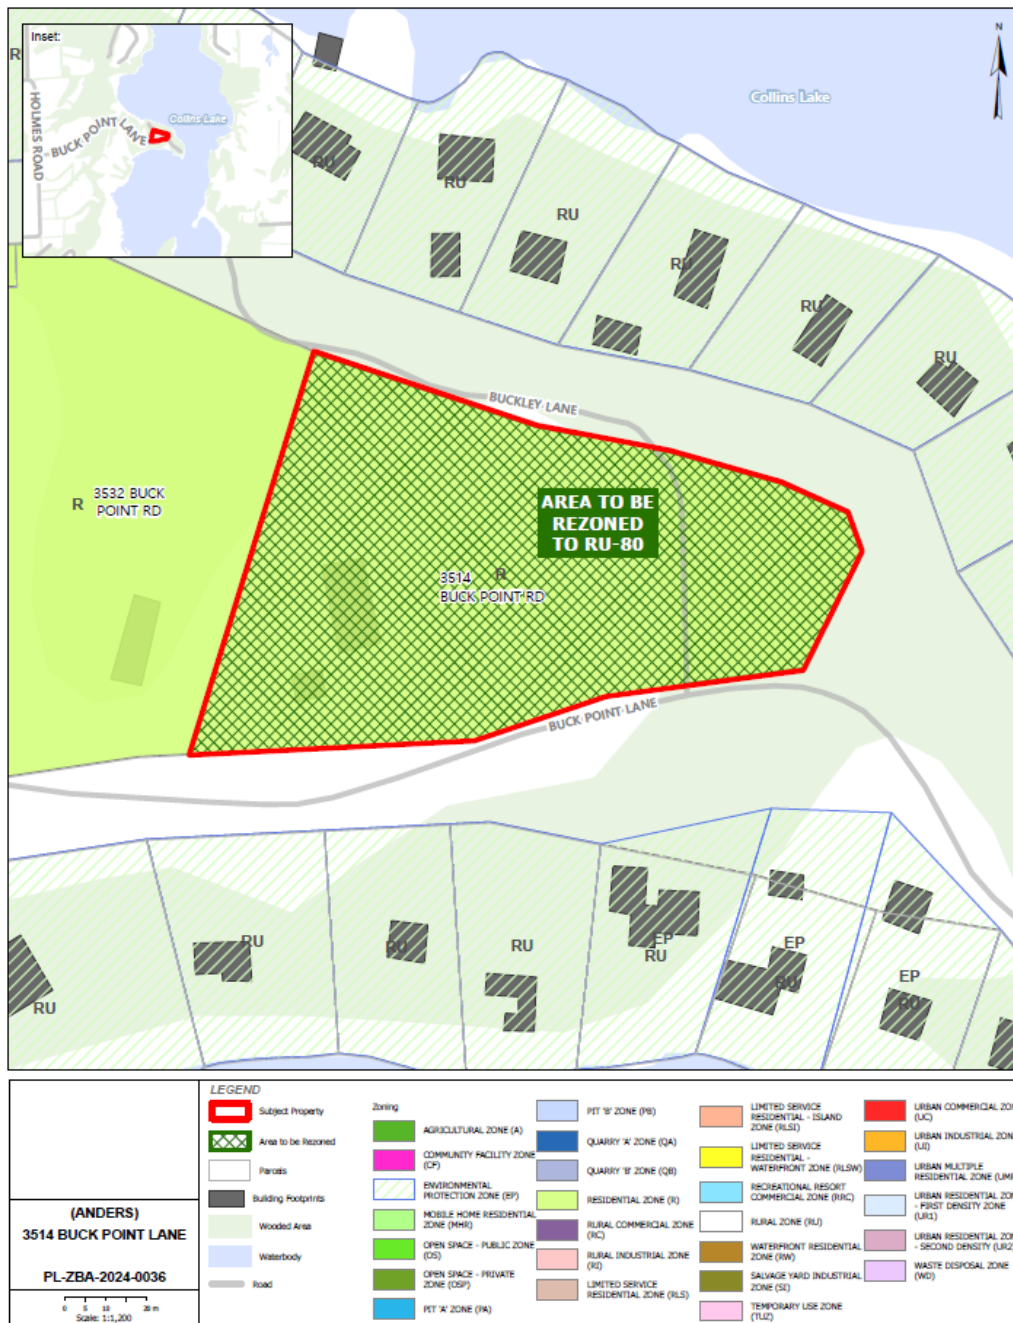 Inset:
N
R
HOLMES ROAD
BUCK POINT LANE
Collins Lake
Collins Lake
RU
RU
RU
RU
RU
RU
BUCKLEY LANE
R
3532 BUCK
POINT RD
AREA TO BE
REZONED
TO RU-80
3514
R
BUCK POINT RD
BUCK POINT LANE
RU
RU
RU
RU
EP
RU
EP
RU
EP
RU
LEGEND
Subject Property
Area to be Rezoned
Parcels
Building Footprints
Wooded Area
Waterbody
Road
Zoning
AGRICULTURAL ZONE (A)
COMMUNITY FACILITY ZONE
(CF)
ENVIRONMENTAL
PROTECTION ZONE (EP)
MOBILE HOME RESIDENTIAL
ZONE (MHR)
OPEN SPACE - PUBLIC ZONE
(OS)
OPEN SPACE - PRIVATE
ZONE (OSP)
PIT 'A' ZONE (PA)
PIT 'B' ZONE (PB)
QUARRY 'A' ZONE (QA)
QUARRY 'B' ZONE (QB)
RESIDENTIAL ZONE (R)
RURAL COMMERCIAL ZONE
(RC)
RURAL INDUSTRIAL ZONE
(RI)
LIMITED SERVICE
RESIDENTIAL ZONE (RLS)
LIMITED SERVICE
RESIDENTIAL - ISLAND
ZONE (RLSI)
LIMITED SERVICE
RESIDENTIAL -
WATERFRONT ZONE (RLSW)
RECREATIONAL RESORT
COMMERCIAL ZONE (RRC)
RURAL ZONE (RU)
WATERFRONT RESIDENTIAL
ZONE (RW)
SALVAGE YARD INDUSTRIAL
ZONE (SI)
TEMPORARY USE ZONE
(TUZ)
URBAN COMMERCIAL
(UC)
URBAN INDUSTRIAL
(UI)
URBAN MULTIPLE
RESIDENTIAL ZONE
URBAN RESIDENTIAL
- FIRST DENSITY ZONE
(UR1)
URBAN RESIDENTIAL
- SECOND DENSITY
WASTE DISPOSAL ZONE
(WD)
(ANDERS)
3514 BUCK POINT LANE
PL-ZBA-2024-0036
0 5 10 20 m
Scale: 1:1,200